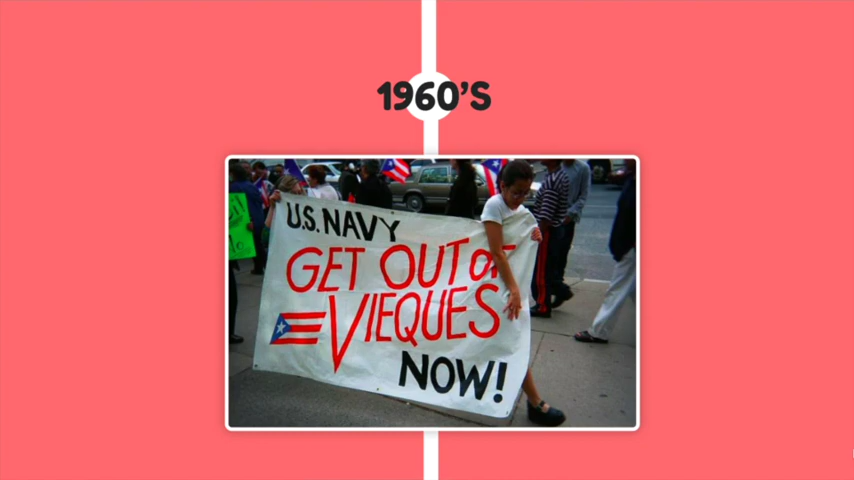 1960'S
U.S. NAVY
GET OUT of
VIEQUES
NOW!